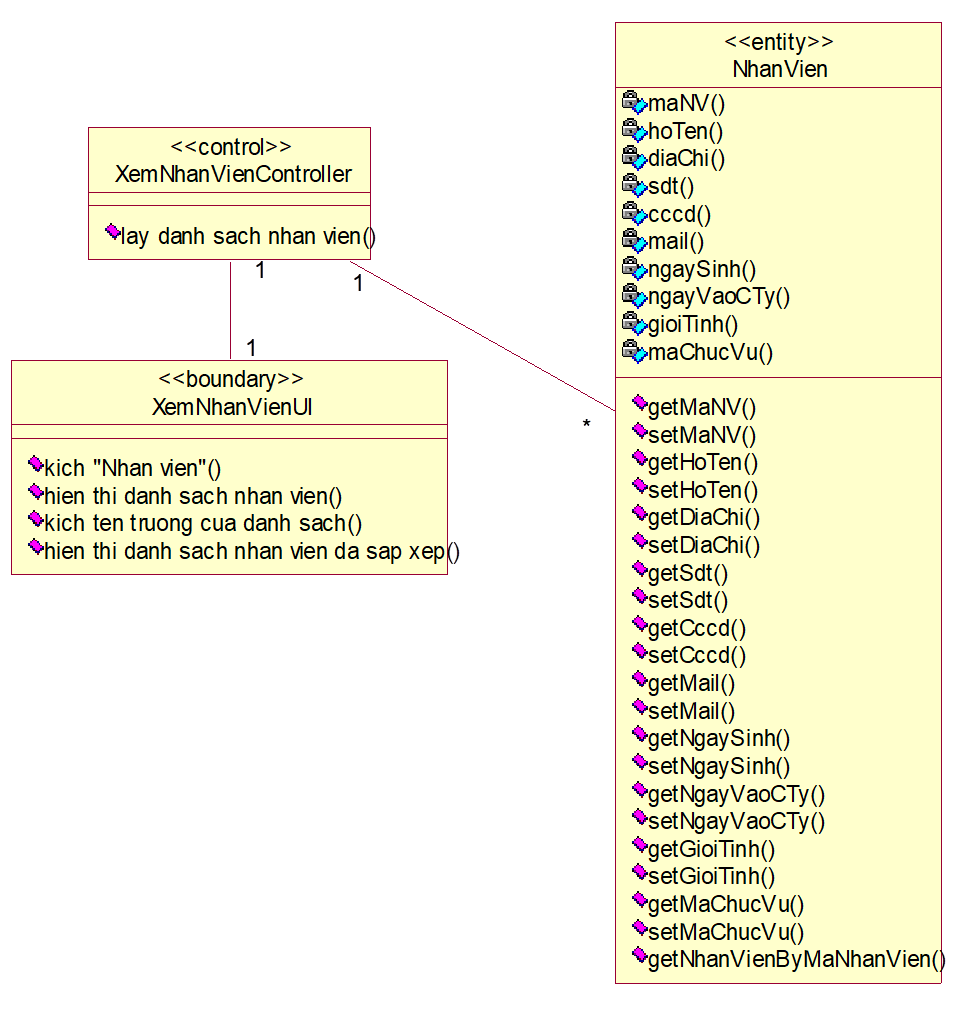 <<entity>>
NhanVien
maNV()
hoTen()
diaChi()
sdt()
cccd()
mail()
ngaySinh()
ngayVaoCTy()
gioiTinh()
maChucVu()
getMaNV()
setMaNV()
getHoTen()
setHoTen()
getDiaChi()
setDiaChi()
getSdt()
setSdt()
getCccd()
setCccd()
getMail()
setMail()
getNgaySinh()
setNgaySinh()
getNgayVaoCTy()
setNgayVaoCTy()
getGioiTinh()
setGioiTinh()
getMaChucVu()
setMaChucVu()
getNhanVienByMaNhanVien()
<<control>>
XemNhanVienController
lay danh sach nhan vien()
1
1
1
*
<<boundary>>
XemNhanVienUI
kich "Nhan vien"()
hien thi danh sach nhan vien()
kich ten truong cua danh sach()
hien thi danh sach nhan vien da sap xep()